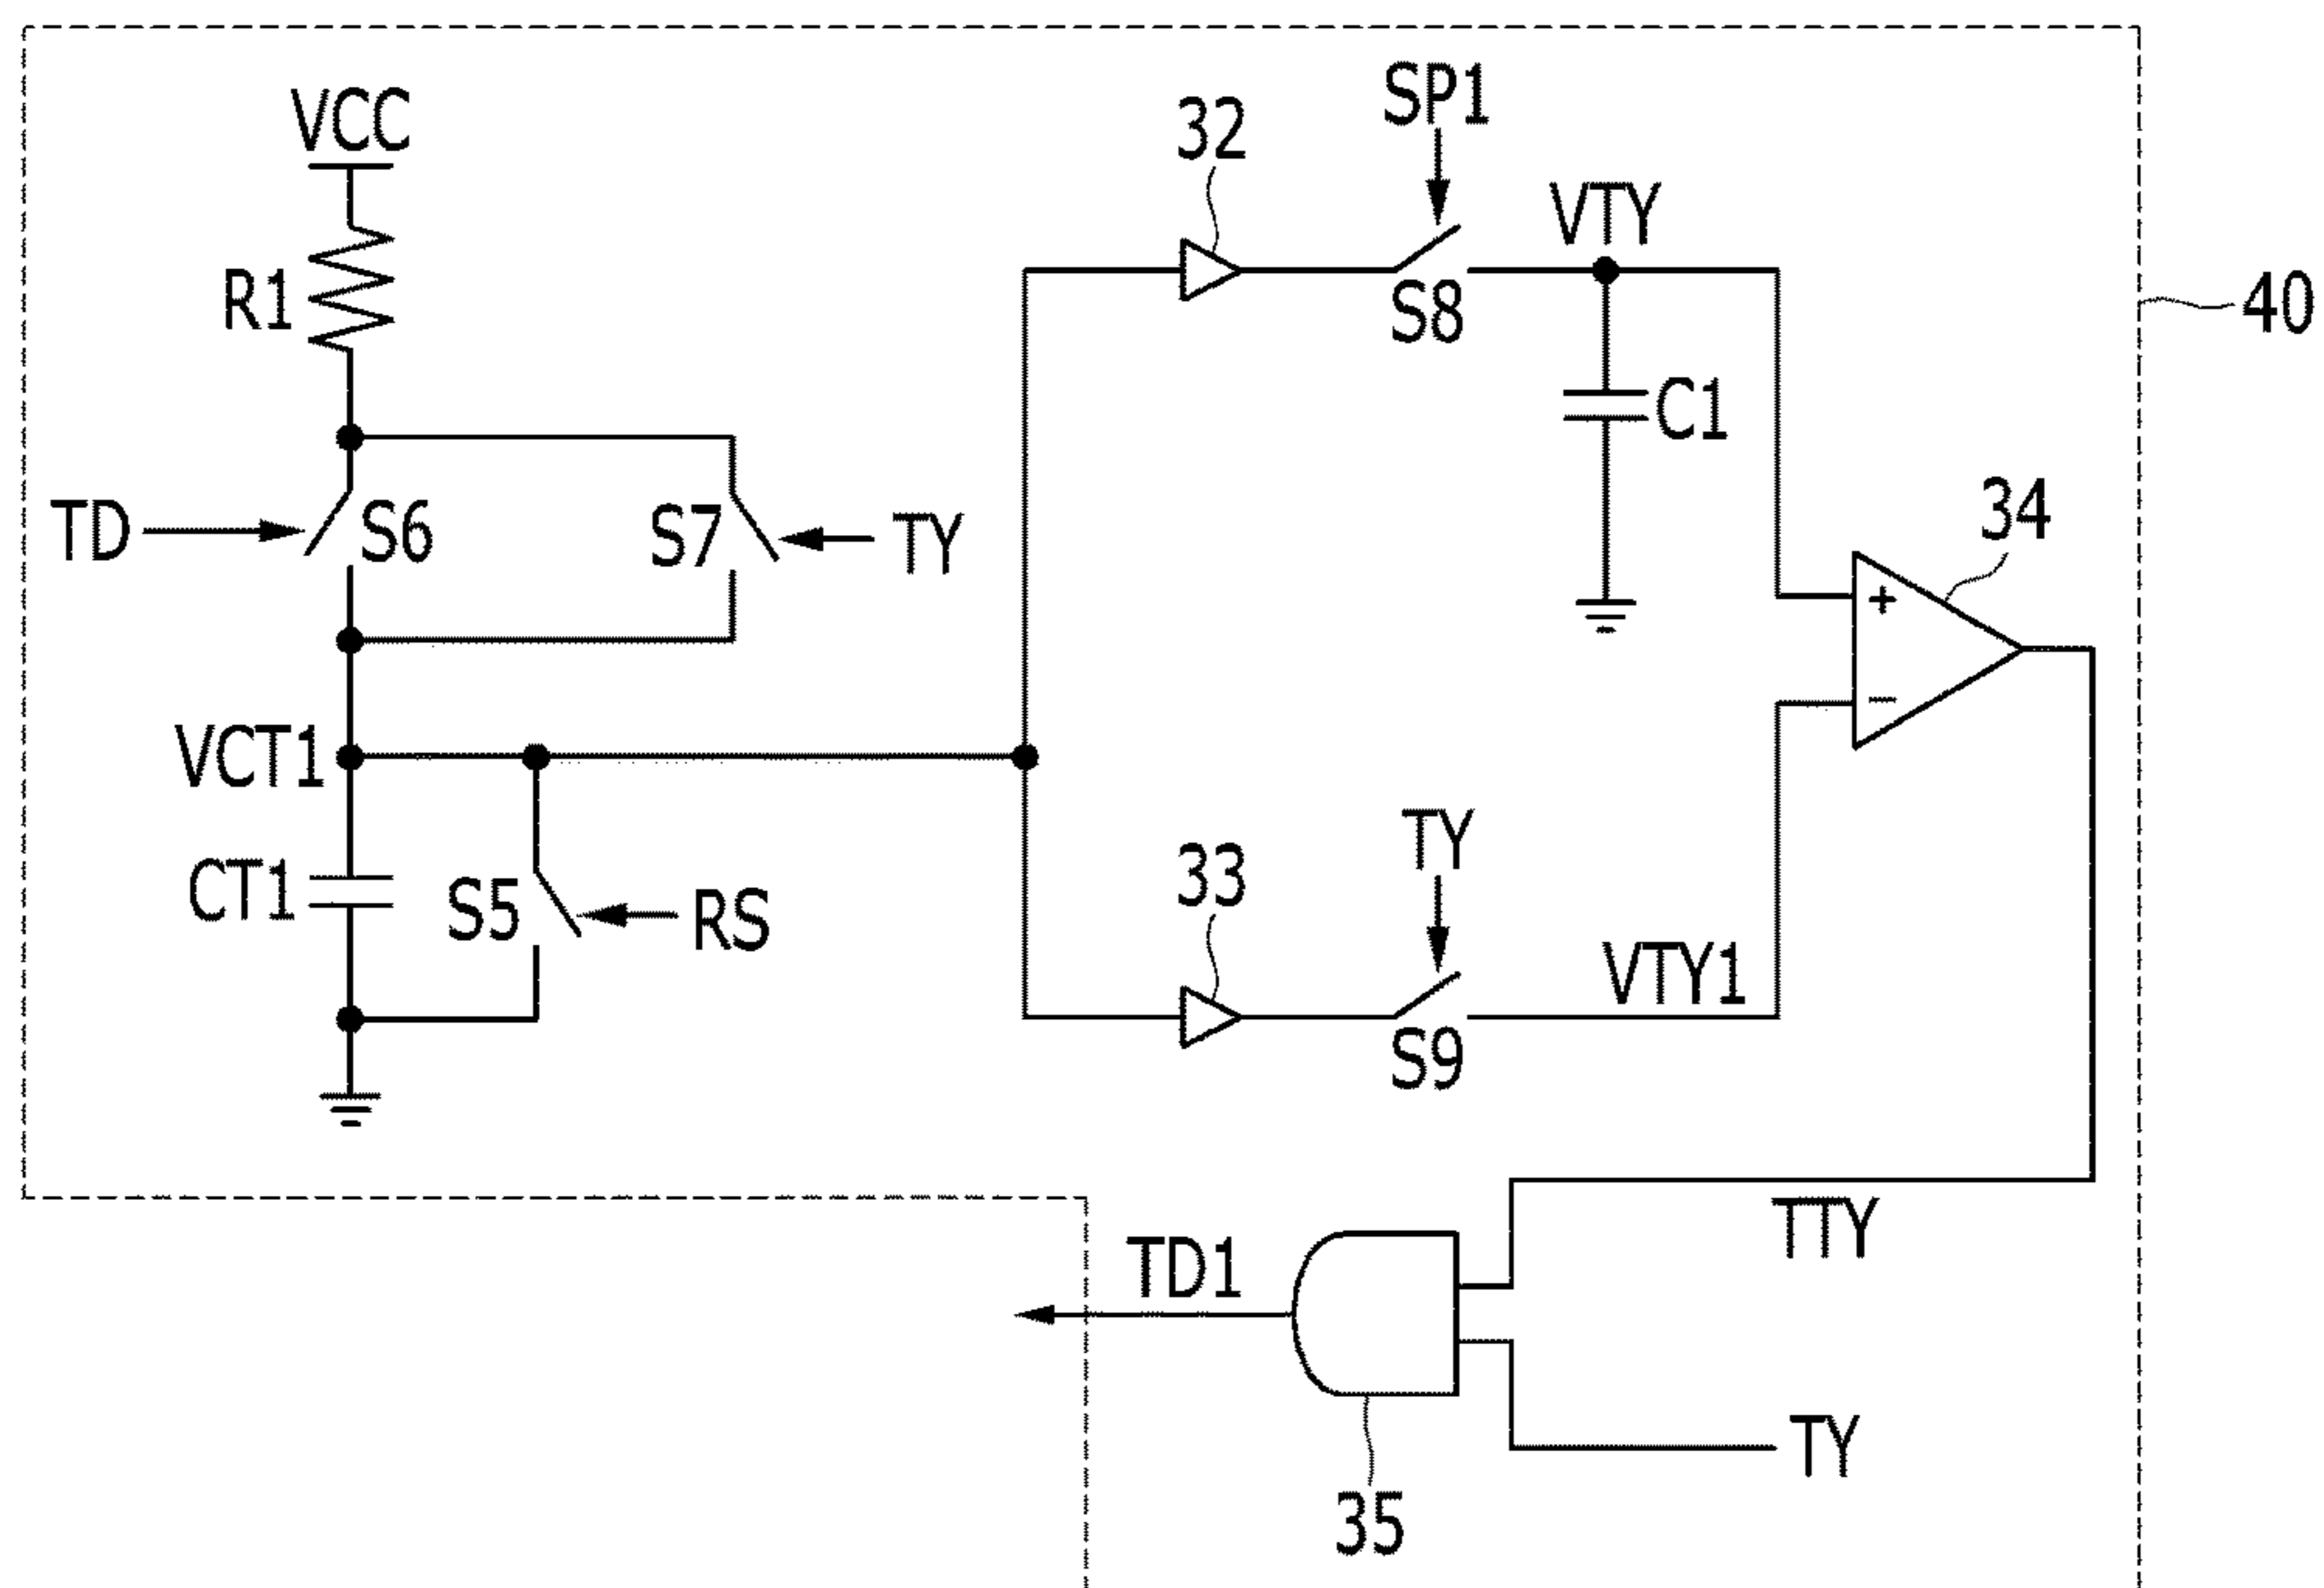 VCC
SP1
32
VTY
R1
S8
40
C1
TD
S6
S7
TY
34
+
−
VCT1
TY
CT1
S5
RS
33
VTY1
S9
TTY
TD1
TY
35